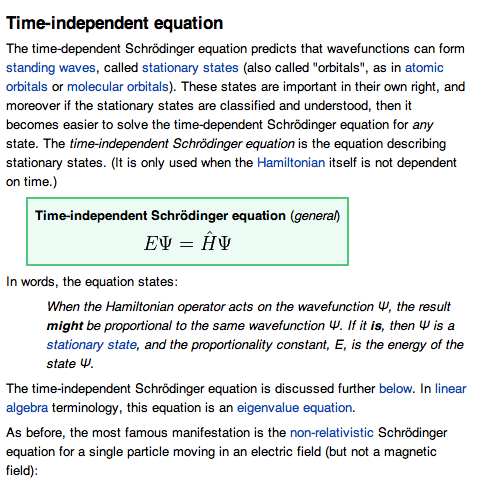 Time-independent equation
The time-dependent Schrödinger equation predicts that wavefunctions can form
standing waves, called stationary states (also called "orbitals", as in atomic
orbitals or molecular orbitals). These states are important in their own right, and
moreover if the stationary states are classified and understood, then it
becomes easier to solve the time-dependent Schrödinger equation for any
state. The time-independent Schrödinger equation is the equation describing
stationary states. (It is only used when the Hamiltonian itself is not dependent
on time.)
Time-independent Schrödinger equation (general)
EΨ = ĤΨ
In words, the equation states:
When the Hamiltonian operator acts on the wavefunction Ψ, the result
might be proportional to the same wavefunction Ψ. If it is, then Ψ is a
stationary state, and the proportionality constant, E, is the energy of the
state Ψ.
The time-independent Schrödinger equation is discussed further below. In linear
algebra terminology, this equation is an eigenvalue equation.
As before, the most famous manifestation is the non-relativistic Schrödinger
equation for a single particle moving in an electric field (but not a magnetic
field):